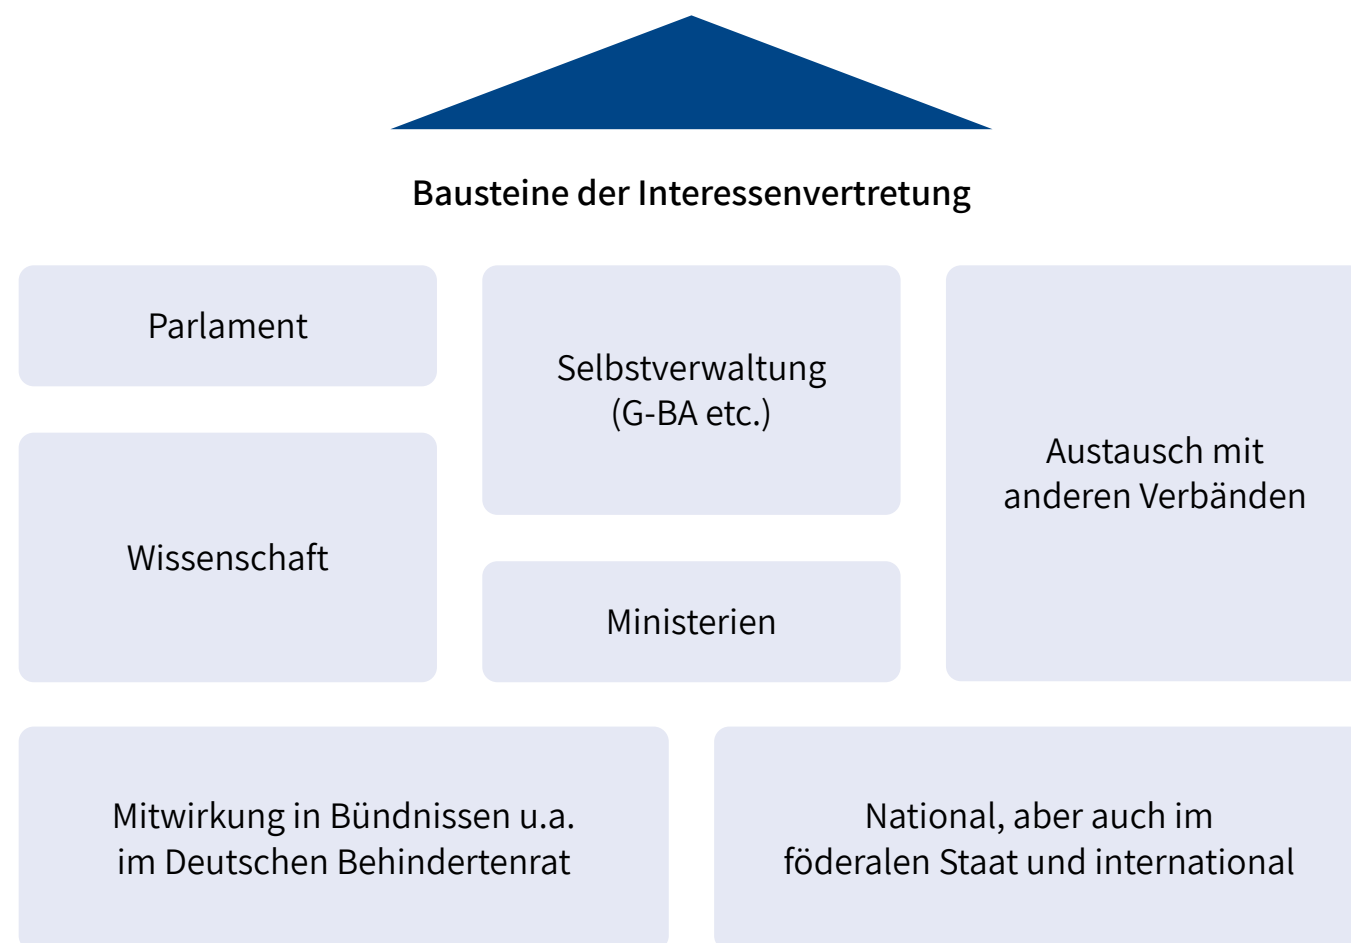 Bausteine der Interessenvertretung
Parlament
Selbstverwaltung
(G-BA etc.)
Austausch mit
anderen Verbänden
Wissenschaft
Ministerien
Mitwirkung in Bündnissen u.a.
im Deutschen Behindertenrat
National, aber auch im
föderalen Staat und international